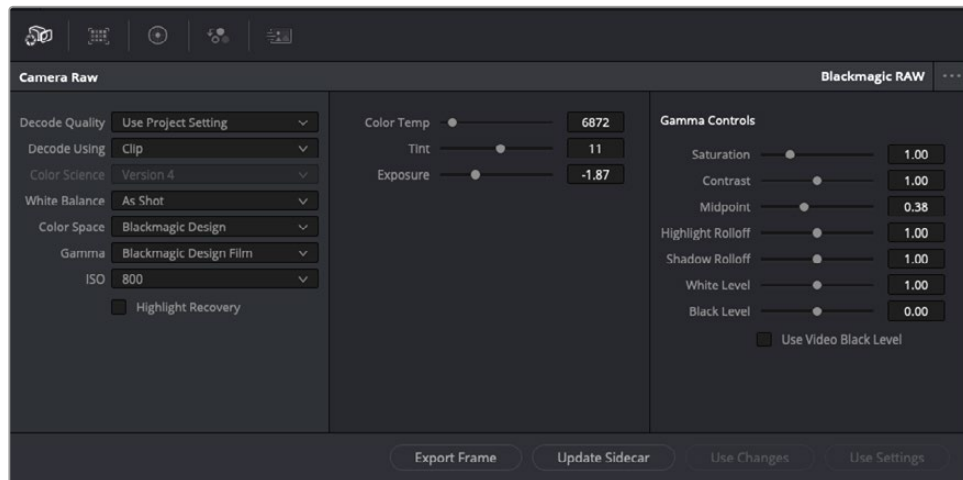 Camera Raw
Blackmagic RAW
Decode Quality Use Project Setting
Decode Using Clip
Color Science Version 4
White Balance As Shot
Color Space Blackmagic Design
Gamma Blackmagic Design Film
ISO 800
Highlight Recovery
Color Temp 6872
Tint 11
Exposure -1.87
Gamma Controls
Saturation 1.00
Contrast 1.00
Midpoint 0.38
Highlight Rolloff 1.00
Shadow Rolloff 1.00
White Level 1.00
Black Level 0.00
Use Video Black Level
Export Frame Update Sidecar Use Changes Use Settings